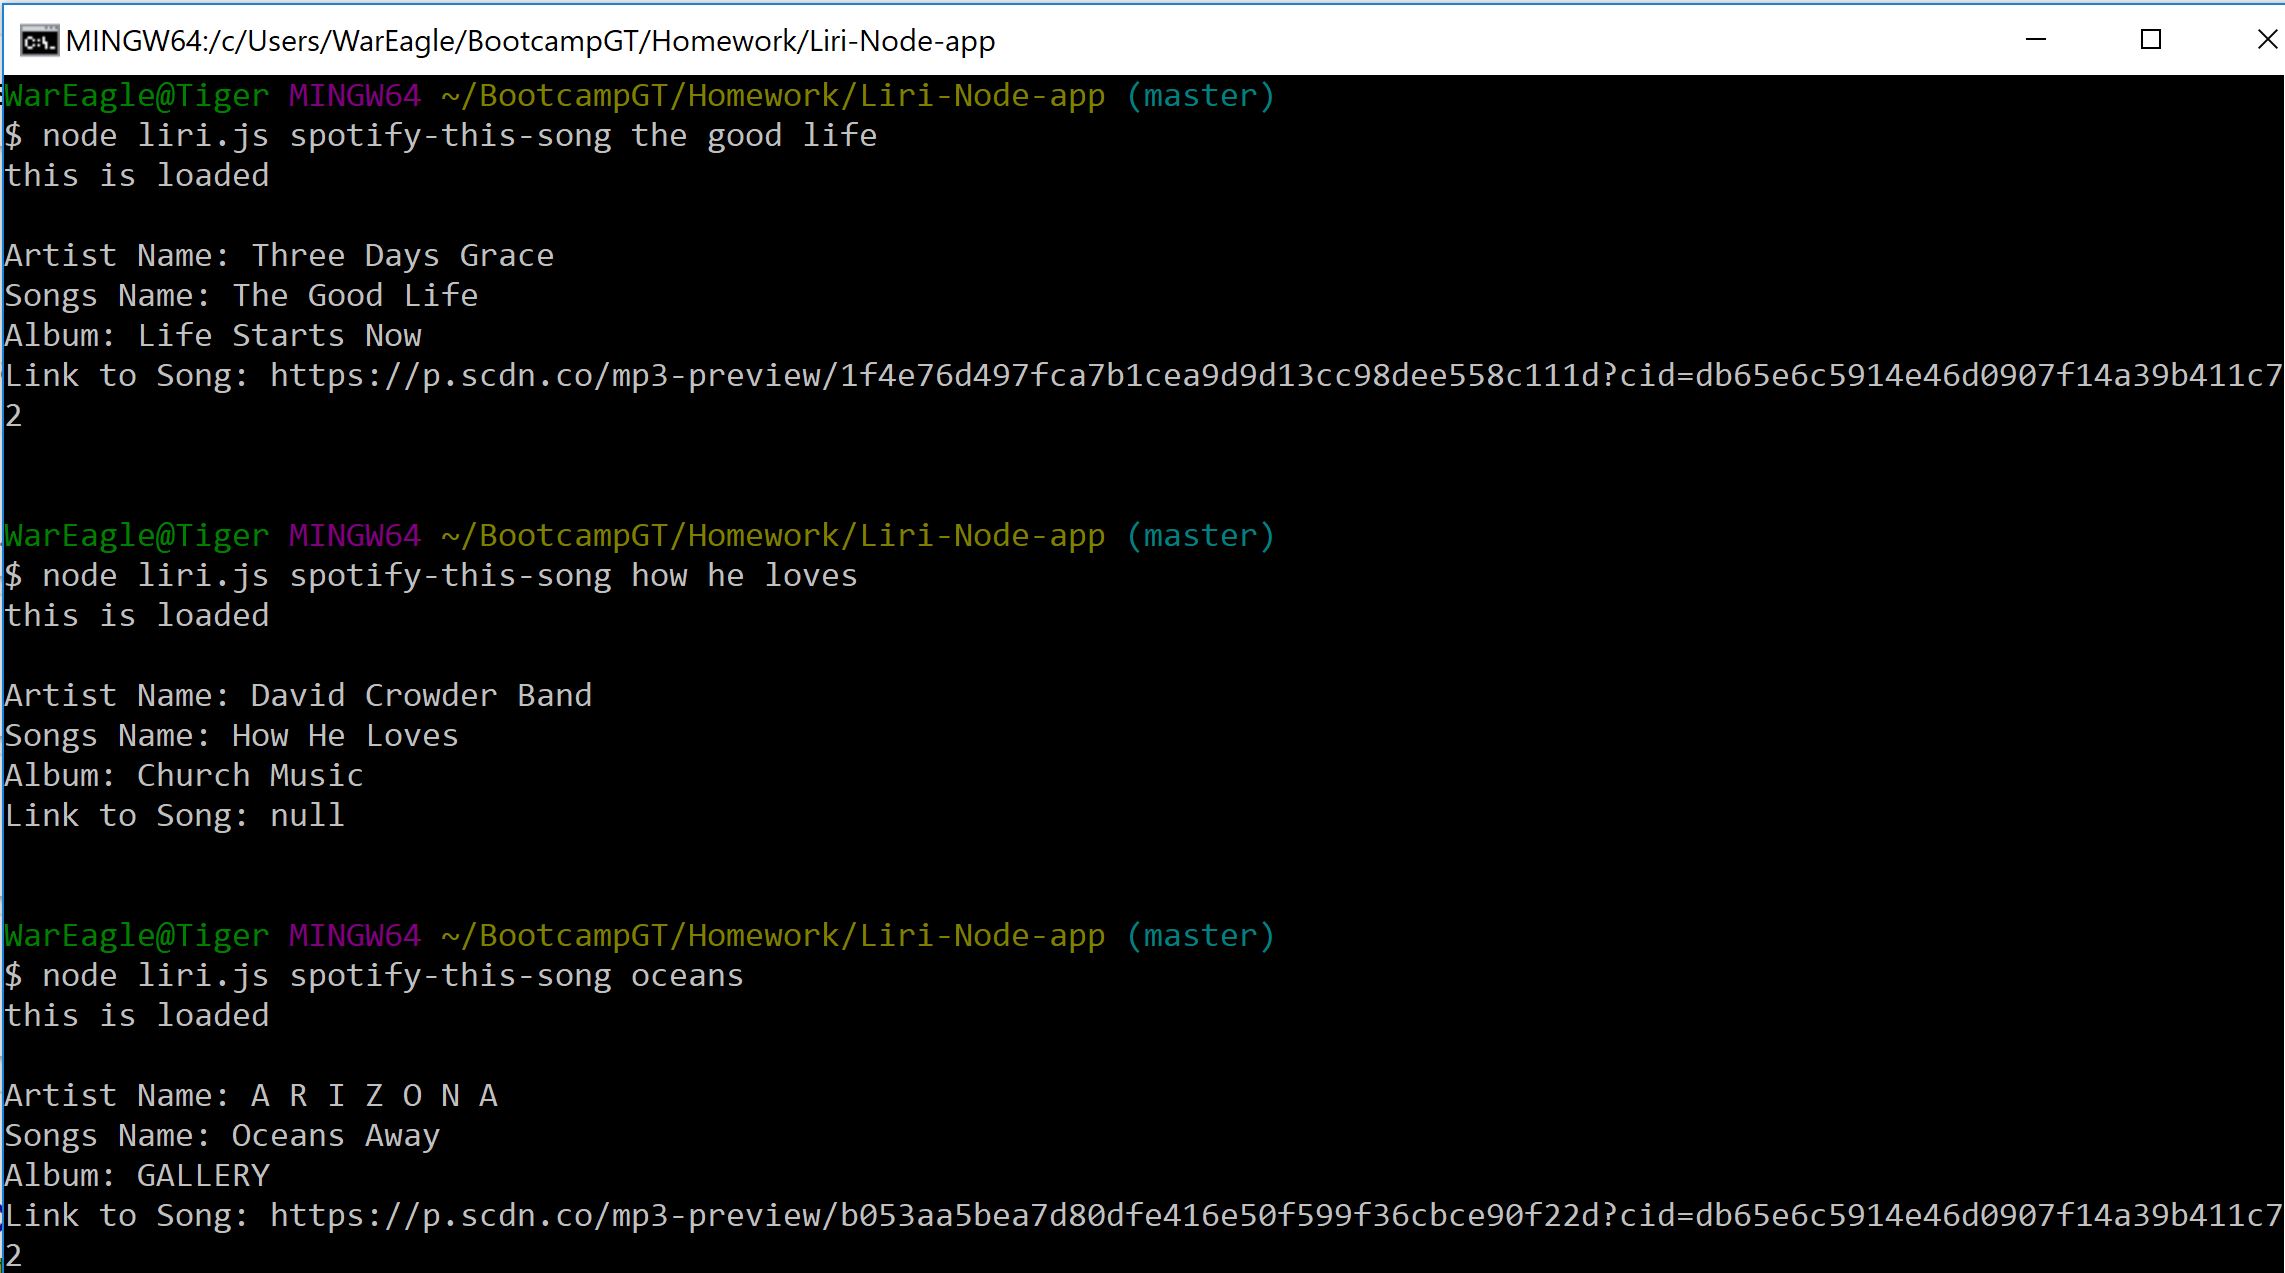 MINGW64:/c/Users/WarEagle/BootcampGT/Homework/Liri-Node-app
WarEagle@Tiger MINGW64 ~/BootcampGT/Homework/Liri-Node-app (master)
$ node liri.js spotify-this-song the good life
this is loaded
Artist Name: Three Days Grace
Songs Name: The Good Life
Album: Life Starts Now
Link to Song: https://p.scdn.co/mp3-preview/1f4e76d497fca7b1cea9d9d13cc98dee558c111d?cid=db65e6c5914e46d0907f14a39b411c7
2
WarEagle@Tiger MINGW64 ~/BootcampGT/Homework/Liri-Node-app (master)
$ node liri.js spotify-this-song how he loves
this is loaded
Artist Name: David Crowder Band
Songs Name: How He Loves
Album: Church Music
Link to Song: null
WarEagle@Tiger MINGW64 ~/BootcampGT/Homework/Liri-Node-app (master)
$ node liri.js spotify-this-song oceans
this is loaded
Artist Name: A R I Z O N A
Songs Name: Oceans Away
Album: GALLERY
Link to Song: https://p.scdn.co/mp3-preview/b053aa5bea7d80dfe416e50f599f36cbce90f22d?cid=db65e6c5914e46d0907f14a39b411c7
2